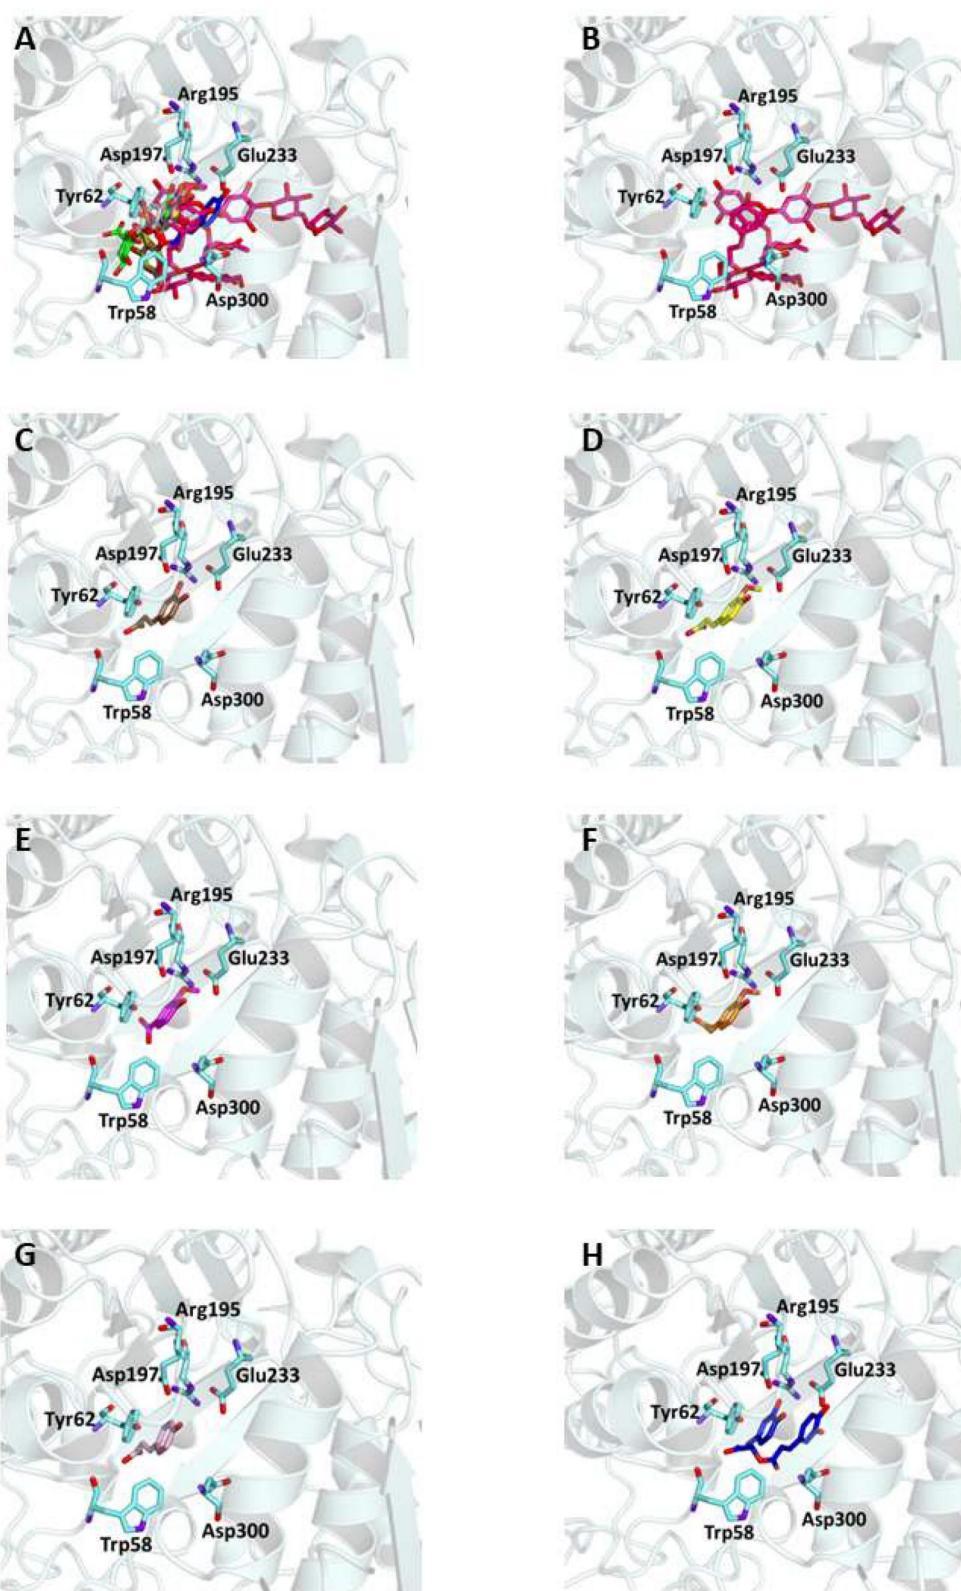 A
B
Arg195
Arg195
Asp197
Glu233
Asp197
Glu233
Tyr62
Tyr62
Trp58
Asp300
Trp58
Asp300
C
D
Arg195
Arg195
Asp197
Glu233
Asp197
Glu233
Tyr62
Tyr62
Trp58
Asp300
Trp58
Asp300
E
F
Arg195
Arg195
Asp197
Glu233
Asp197
Glu233
Tyr62
Tyr62
Trp58
Asp300
Trp58
Asp300
G
H
Arg195
Arg195
Asp197
Glu233
Asp197
Glu233
Tyr62
Tyr62
Trp58
Asp300
Trp58
Asp300